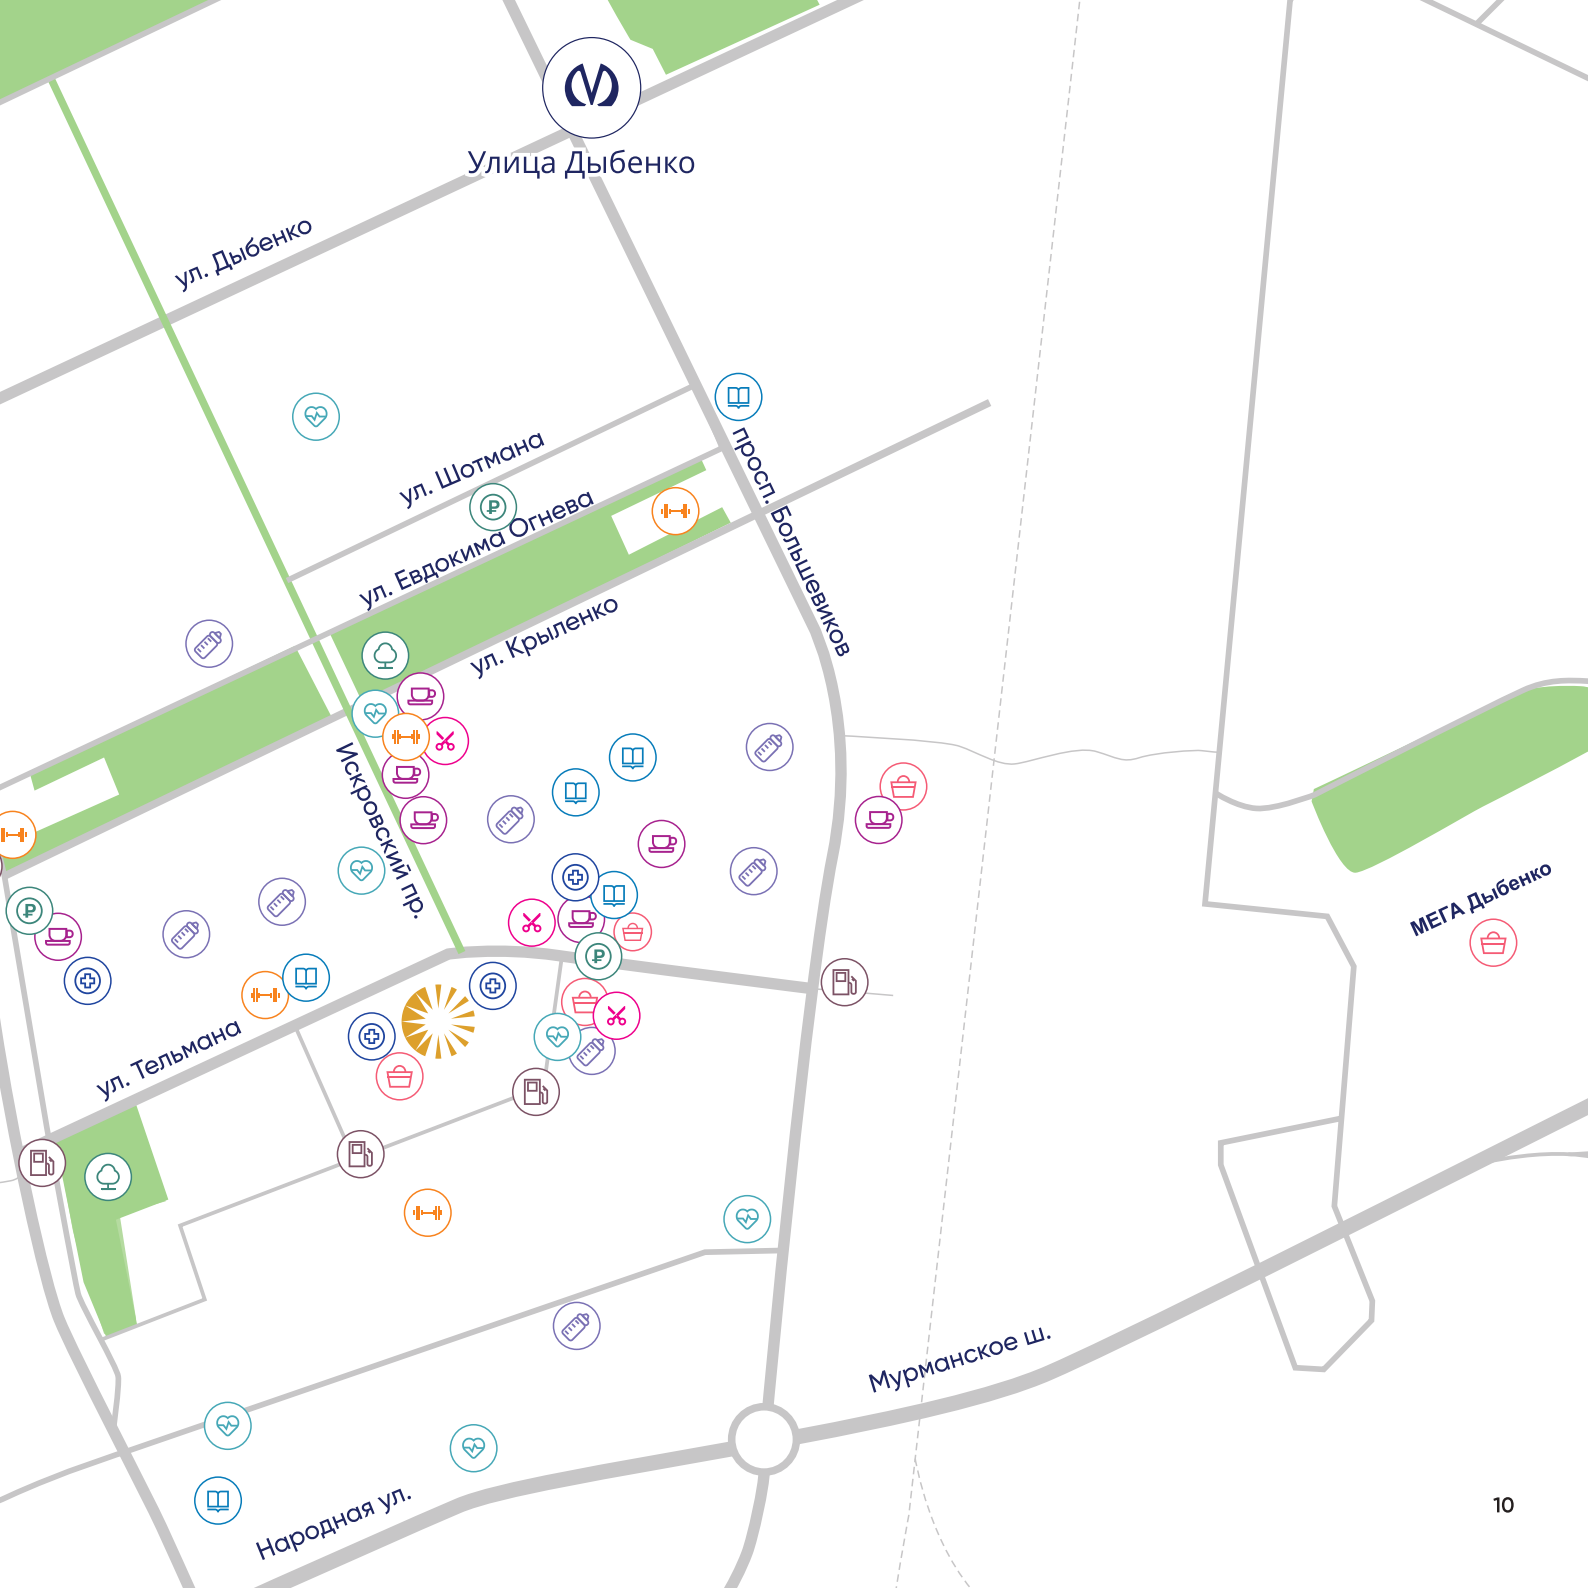 Улица Дыбенко
ул. Дыбенко
ул. Шотмана
ул. Евдокима Огнева
просп. Большевиков
ул. Крыленко
Искровский пр.
МЕГА Дыбенко
ул. Тельмана
Мурманское ш.
Народная ул.
10